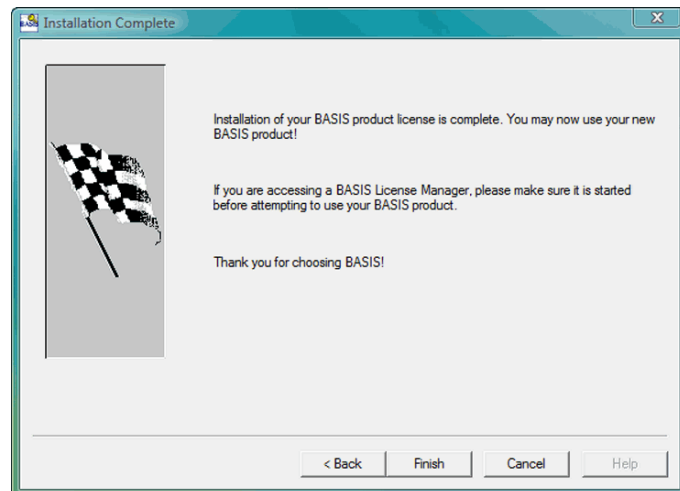 Installation Complete
Installation of your BASIS product license is complete. You may now use your new
BASIS product!
If you are accessing a BASIS License Manager, please make sure it is started
before attempting to use your BASIS product.
Thank you for choosing BASIS!
< Back Finish Cancel Help